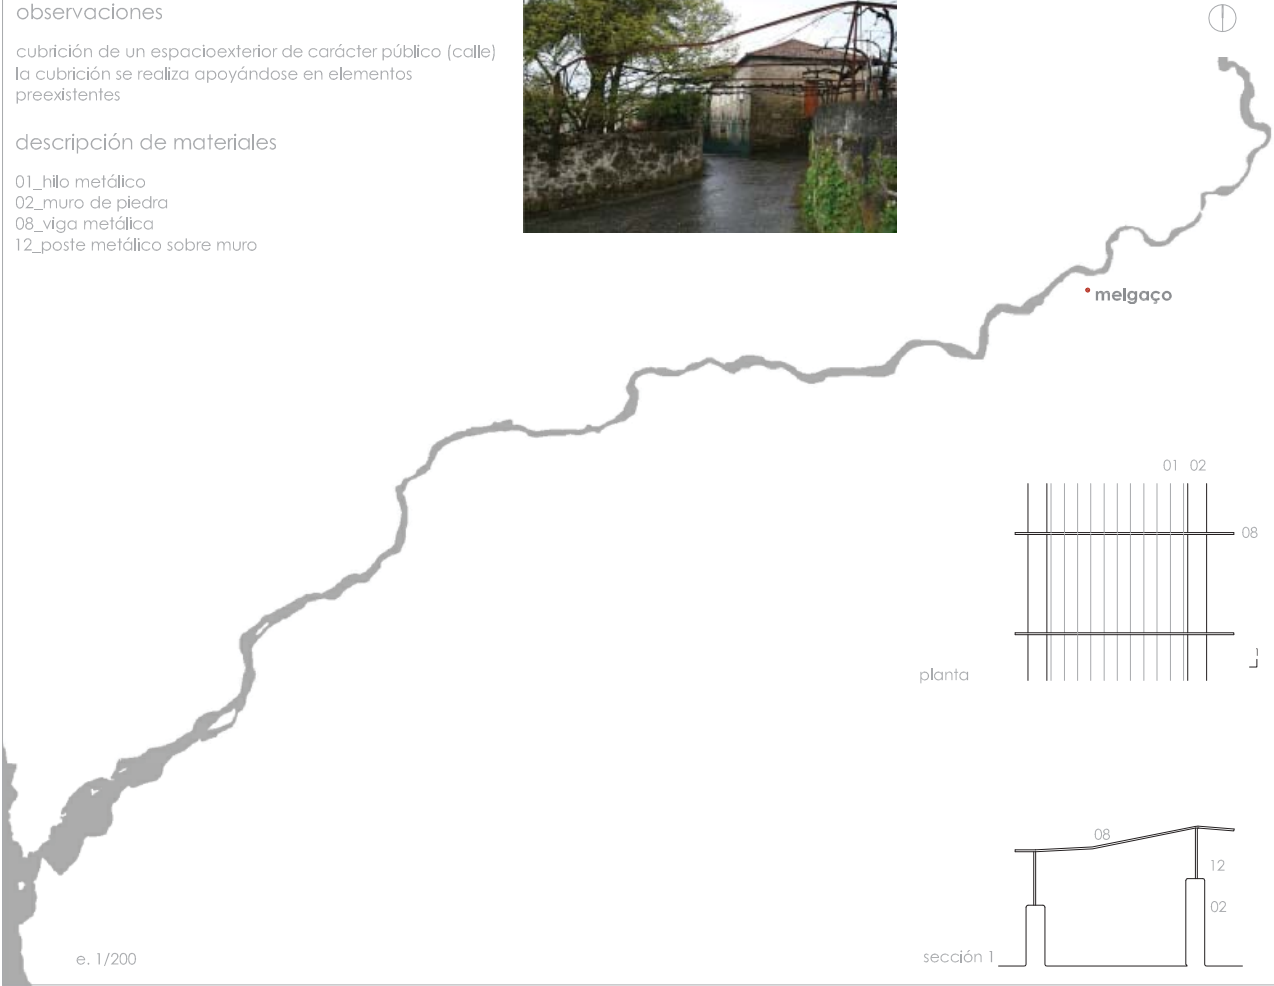 observaciones
cubrición de un espacioexterior de carácter público (calle)
la cubrición se realiza apoyándose en elementos
preexistentes
descripción de materiales
01_hilo metálico
02_muro de piedra
08_viga metálica
12_poste metálico sobre muro
melgaço
01 02
08
1
planta
08
12
02
sección 1
e. 1/200